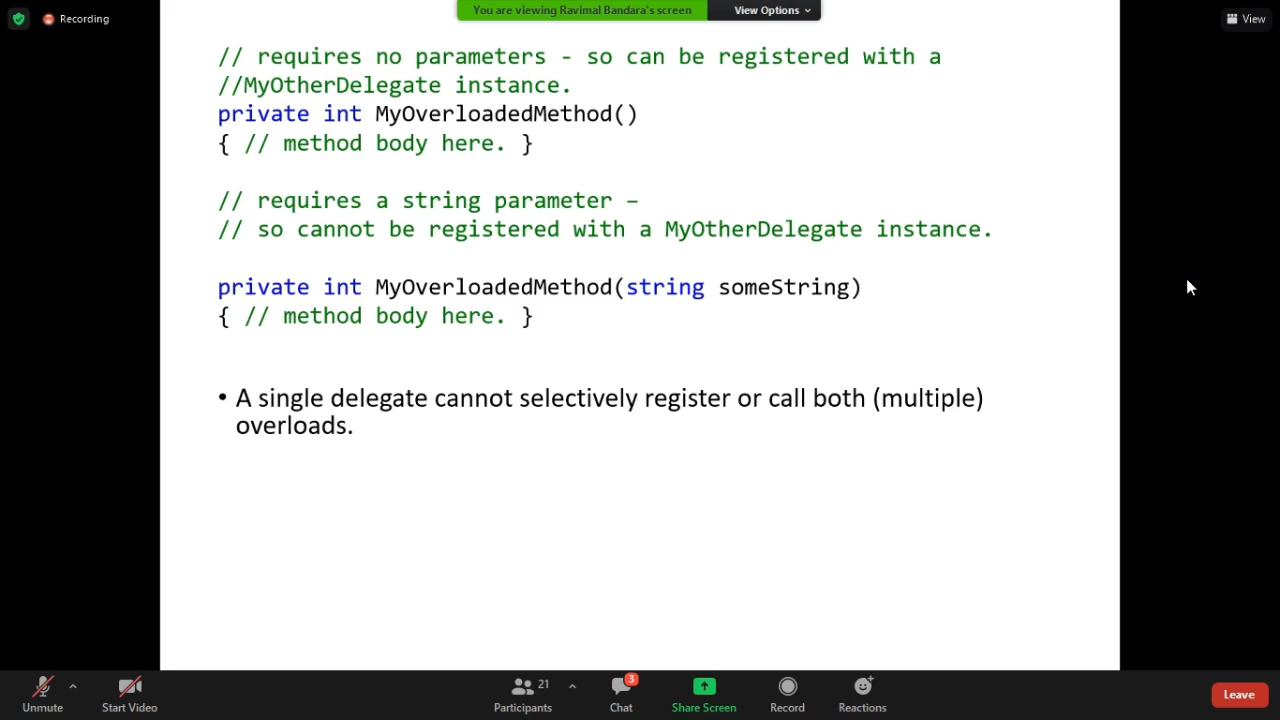 You are viewing Ravimal Bandara's screen
View Options
Recording
View
// requires no parameters - so can be registered with a
//MyOtherDelegate instance.
private int MyOverloadedMethod()
{ // method body here. }
// requires a string parameter –
// so cannot be registered with a MyOtherDelegate instance.
private int MyOverloadedMethod(string someString)
{ // method body here. }
• A single delegate cannot selectively register or call both (multiple)
overloads.
Unmute
Start Video
21
Participants
3
Chat
Share Screen
Record
Reactions
Leave